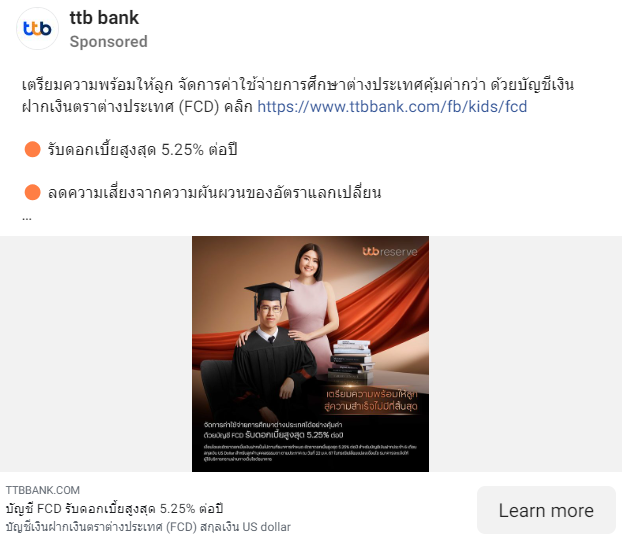 ttb
ttb bank
Sponsored
เตรียมความพร้อมให้ลูก จัดการค่าใช้จ่ายการศึกษาต่างประเทศคุ้มค่ากว่า ด้วยบัญชีเงิน
ฝากเงินตราต่างประเทศ (FCD) คลิก https://www.ttbbank.com/fb/kids/fcd
รับดอกเบี้ยสูงสุด 5.25% ต่อปี
ลดความเสี่ยงจากความผันผวนของอัตราแลกเปลี่ยน
...
ttb reserve
เตรียมความพร้อมให้ลูก
สู่ความสำเร็จไม่มีที่สิ้นสุด
จัดการค่าใช้จ่ายการศึกษาต่างประเทศได้อย่างคุ้มค่า
ด้วยบัญชี FCD รับดอกเบี้ยสูงสุด 5.25% ต่อปี
TTBBANK.COM
บัญชี FCD รับดอกเบี้ยสูงสุด 5.25% ต่อปี
บัญชีเงินฝากเงินตราต่างประเทศ (FCD) สกุลเงิน US dollar
Learn more